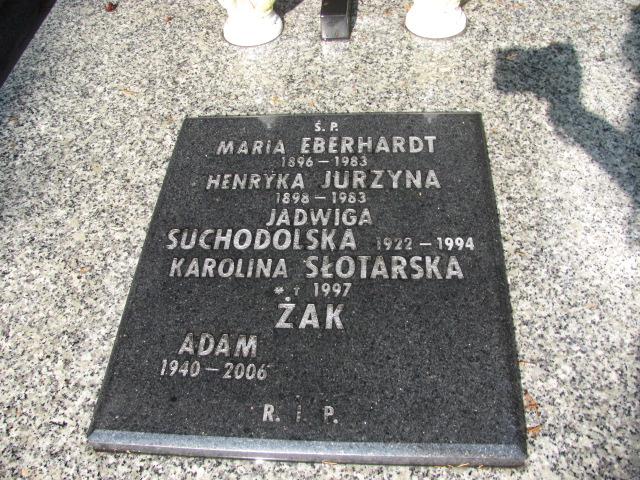 Ś.P.
MARIA EBERHARDT
1896 – 1983
HENRYKA JURZYNA
1898 – 1983
JADWIGA
SUCHODOLSKA 1922 – 1994
KAROLINA SŁOTARSKA
* † 1997
ŻAK
ADAM
1940 – 2006
R. I. P.